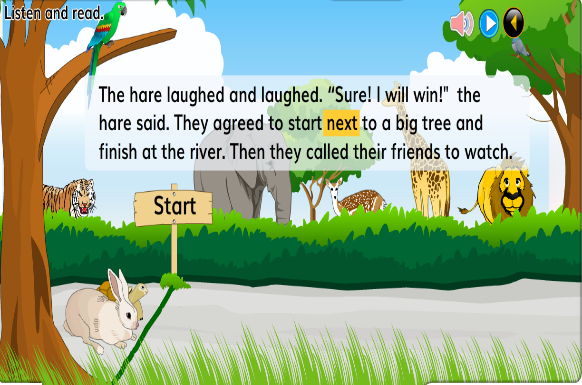 Listen and read.
The hare laughed and laughed. “Sure! I will win!" the
hare said. They agreed to start next to a big tree and
finish at the river. Then they called their friends to watch.
Start